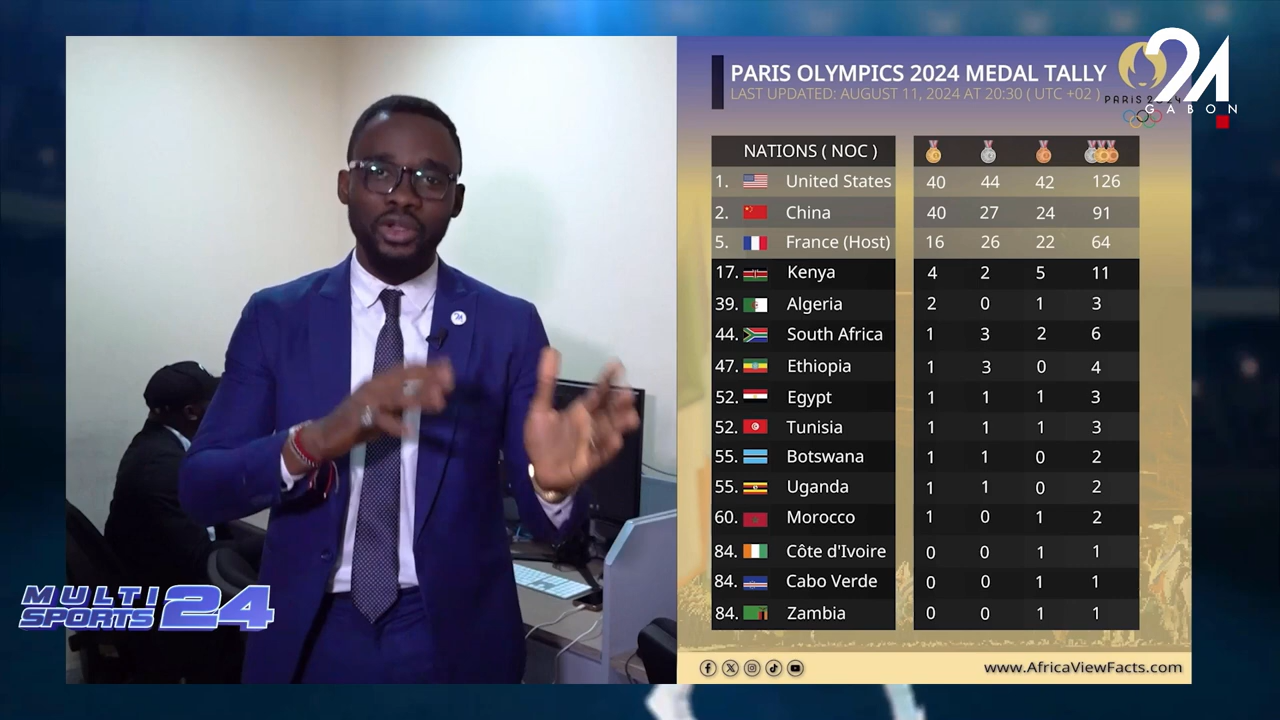 PARIS OLYMPICS 2024 MEDAL TALLY
LAST UPDATED: AUGUST 11, 2024 AT 20:30 ( UTC +02 )
PARIS 2024
24
GABON
NATIONS ( NOC )
1. United States 40 44 42 126
2. China 40 27 24 91
5. France (Host) 16 26 22 64
17. Kenya 4 2 5 11
39. Algeria 2 0 1 3
44. South Africa 1 3 2 6
47. Ethiopia 1 3 0 4
52. Egypt 1 1 1 3
52. Tunisia 1 1 1 3
55. Botswana 1 1 0 2
55. Uganda 1 1 0 2
60. Morocco 1 0 1 2
84. Côte d'Ivoire 0 0 1 1
84. Cabo Verde 0 0 1 1
84. Zambia 0 0 1 1
www.AfricaViewFacts.com
MULTI
SPORTS 24
24